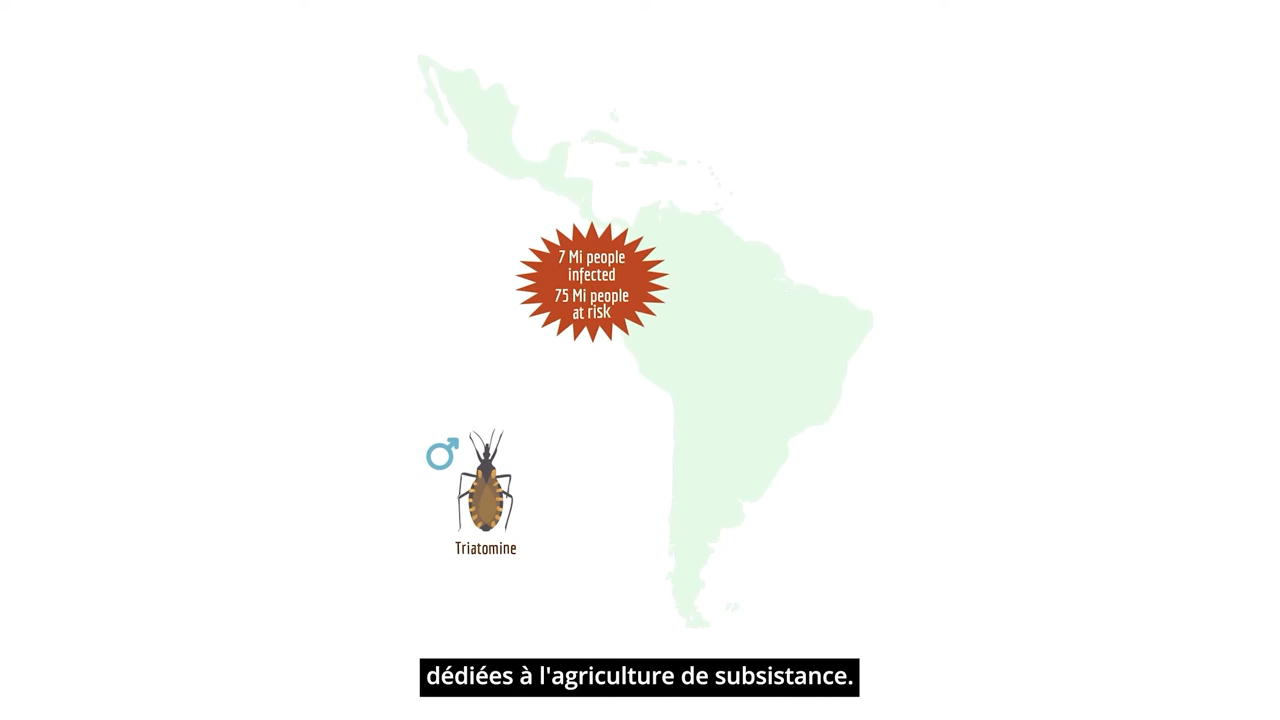 7 Mi people
infected
75 Mi people
at risk
Triatomine
dédiées à l'agriculture de subsistance.